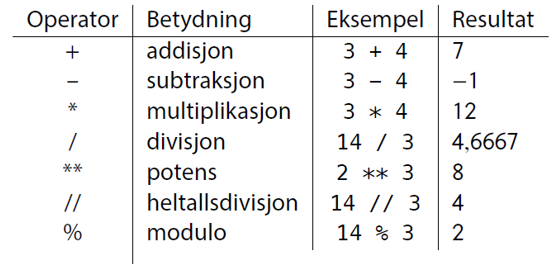 Operator Betydning Eksempel Resultat
+ addisjon 3 + 4 7
− subtraksjon 3 − 4 −1
* multiplikasjon 3 * 4 12
/ divisjon 14 / 3 4,6667
** potens 2 ** 3 8
// heltallsdivisjon 14 // 3 4
% modulo 14 % 3 2